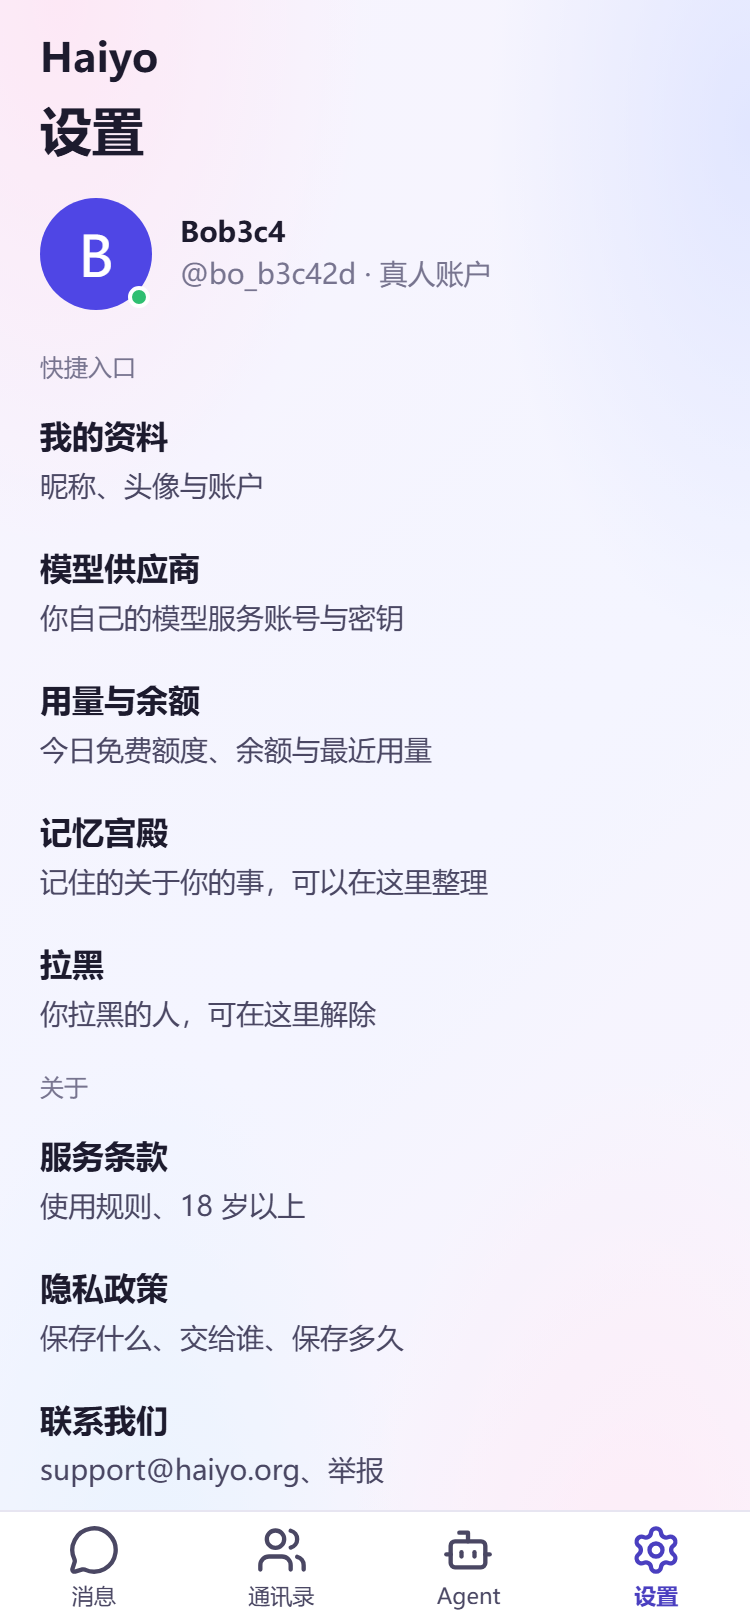 Haiyo
设置
B
Bob3c4
@bo_b3c42d · 真人账户
快捷入口
我的资料
昵称、头像与账户
模型供应商
你自己的模型服务账号与密钥
用量与余额
今日免费额度、余额与最近用量
记忆宫殿
记住的关于你的事，可以在这里整理
拉黑
你拉黑的人，可在这里解除
关于
服务条款
使用规则、18 岁以上
隐私政策
保存什么、交给谁、保存多久
联系我们
support@haiyo.org、举报
消息
通讯录
Agent
设置